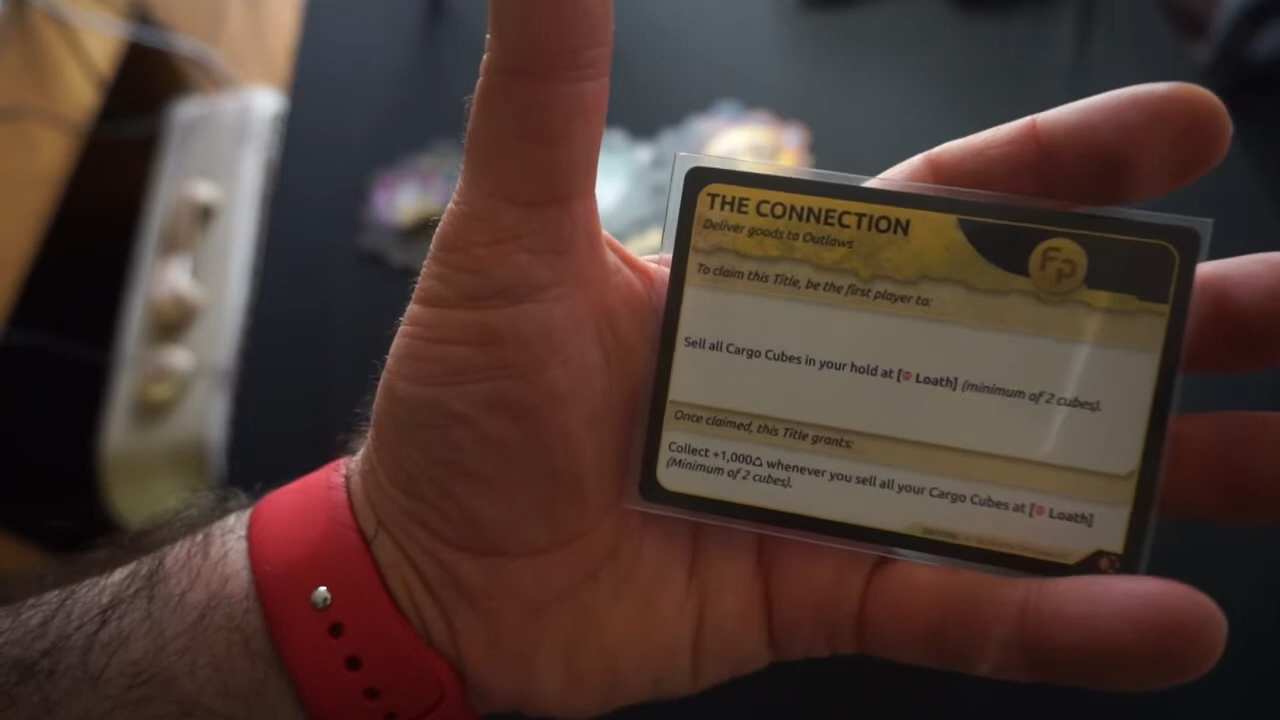 THE CONNECTION
Deliver goods to Outlaws
FP
To claim this Title, be the first player to:
Sell all Cargo Cubes in your hold at [ Loath] (minimum of 2 cubes).
Once claimed, this Title grants:
Collect +1,000 whenever you sell all your Cargo Cubes at [ Loath]
(Minimum of 2 cubes).